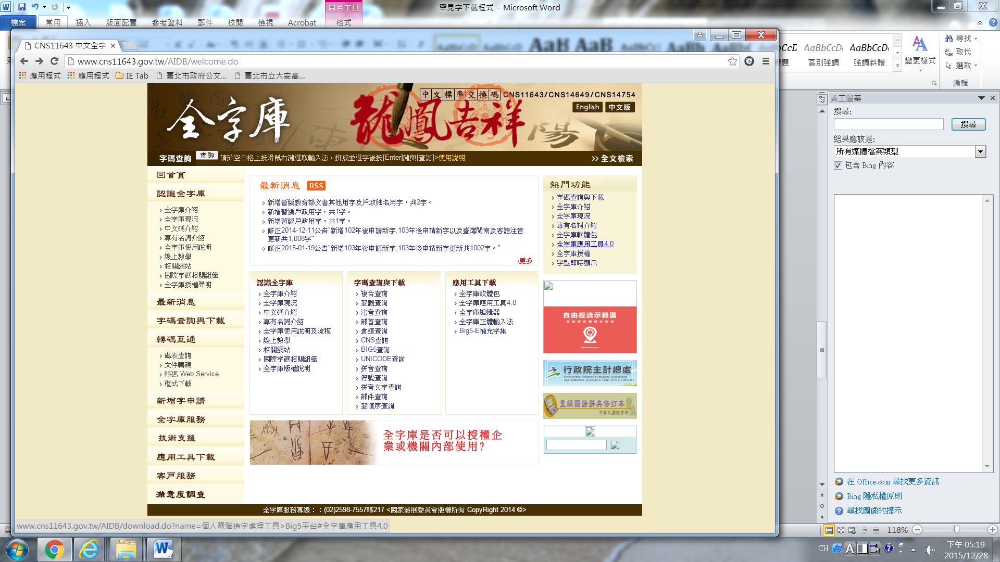 圖片工具
罕見字下載程式 - Microsoft Word
檔案 常用 插入 版面配置 參考資料 郵件 校閱 檢視 Acrobat 格式
CNS11643 中文全字
www.cns11643.gov.tw/AIDB/welcome.do
應用程式 應用程式 IE Tab 臺北市政府公文... 臺北市立大安高...
AaBbCcD
AaBbCcDc
區別強調
AaBbCcDc
強調斜體
變更樣式
尋找
取代
選取
編輯
全字庫
龍鳳吉祥
中文標準交換碼 CNS11643/CNS14649/CNS14754
English 中文版
字碼查詢 查詢 請於空白格上按滑鼠右鍵選取輸入法，拼成並選字後按[Enter]鍵與[查詢]>使用說明
>> 全文檢索
回首頁
認識全字庫
全字庫介紹
全字庫現況
中文碼介紹
專有名詞介紹
全字庫使用說明
線上教學
相關網站
國際字碼相關組織
全字庫授權聲明
最新消息
字碼查詢與下載
轉碼互通
碼表查詢
文件轉碼
轉碼 Web Service
程式下載
新增字申請
全字庫服務
技術支援
應用工具下載
客戶服務
滿意度調查
最新消息 RSS
新增暫編教育部文書其他用字及戶政姓名用字，共2字。
新增暫編戶政用字，共1字。
新增暫編戶政用字，共1字。
修正2014-12-11公告"新增102年後申請新字,103年後申請新字以及臺灣閩南及客語注音
更新共1,008字"
修正2015-01-19公告"新增103年後申請新字,103年後申請新字更新共1002字。"
更多
認識全字庫
全字庫介紹
全字庫現況
中文碼介紹
專有名詞介紹
全字庫使用說明及流程
線上教學
相關網站
國際字碼相關組織
全字庫版權說明
字碼查詢與下載
複合查詢
筆劃查詢
注音查詢
部首查詢
倉頡查詢
CNS查詢
BIG5查詢
UNICODE查詢
拼音查詢
符號查詢
拼音文字查詢
部件查詢
筆順序查詢
應用工具下載
全字庫軟體包
全字庫應用工具4.0
全字庫編輯器
全字庫正體輸入法
Big5-E補充字集
全字庫是否可以授權企
業或機關內部使用?
熱門功能
字碼查詢與下載
全字庫介紹
全字庫現況
專有名詞介紹
全字庫軟體包
全字庫應用工具4.0
全字庫授權
字型即時顯示
自由經濟示範區
行政院主計總處
Directorate-General of Budget, Accounting
and Statistics, Executive Yuan, R.O.C.(Taiwan)
重編國語辭典修訂本
中華民國教育部
全字庫服務專線：：(02)2598-7557轉217 <國家發展委員會版權所有 CopyRight 2014 ©>
www.cns11643.gov.tw/AIDB/download.do?name=個人電腦造字處理工具>Big5平台#全字庫應用工具4.0
美工圖案
搜尋:
搜尋
結果應該是:
所有媒體檔案類型
包含 Bing 內容
在 Office.com 尋找更多資訊
Bing 隱私權原則
尋找圖像的提示
118%
CH
下午 05:19
2015/12/28